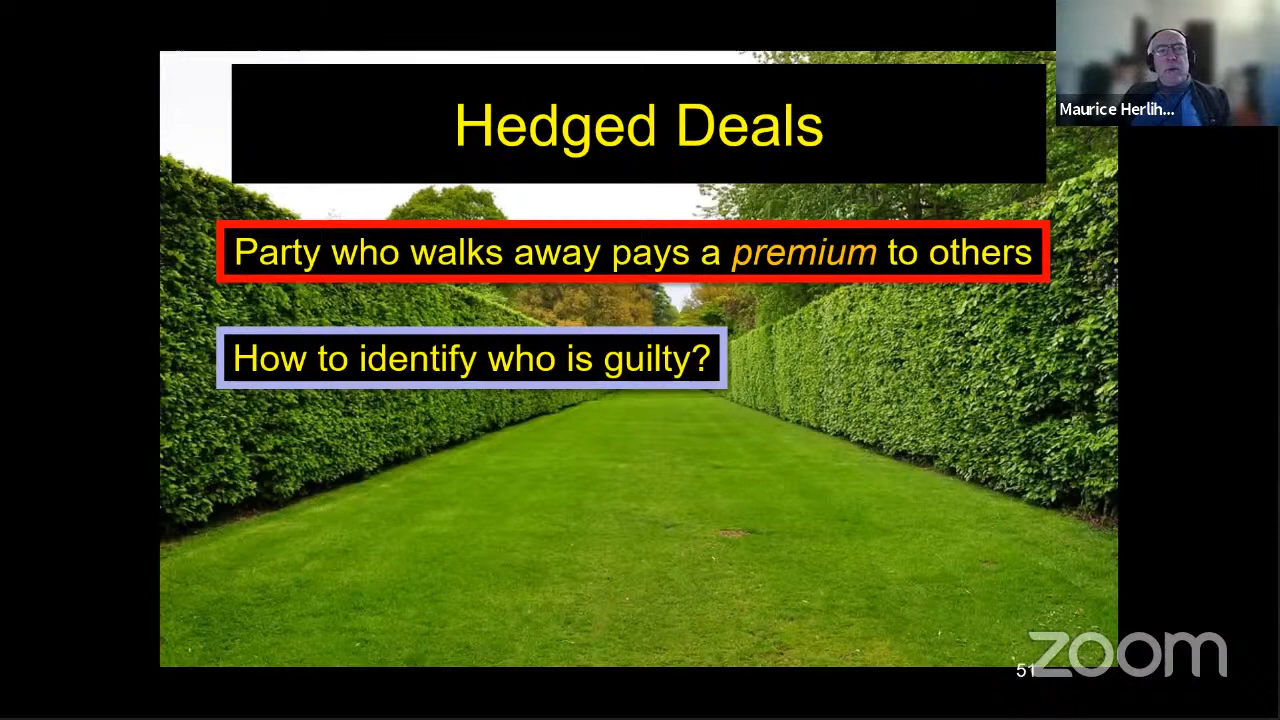 Hedged Deals
Maurice Herlih...
Party who walks away pays a premium to others
How to identify who is guilty?
51
zoom